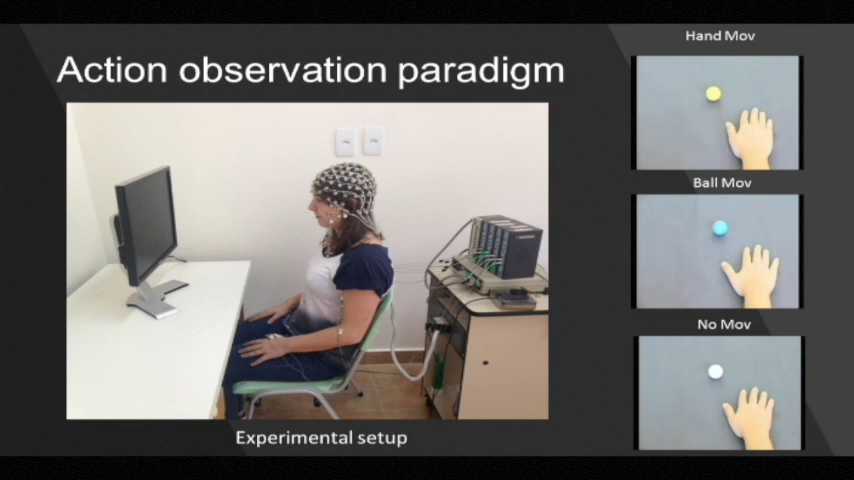 Action observation paradigm
Experimental setup
Hand Mov
Ball Mov
No Mov